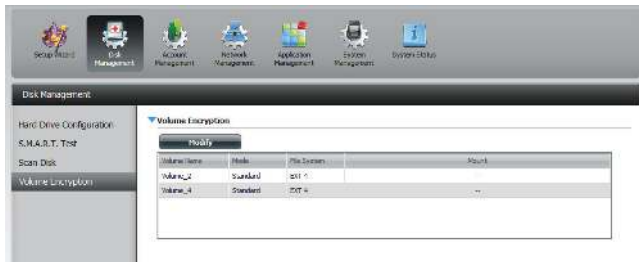 Setup Wizard
Disk Management
Account Management
Network Management
Application Management
System Management
System Status
Disk Management
Hard Drive Configuration
S.M.A.R.T. Test
Scan Disk
Volume Encryption
Volume Encryption
Modify
Volume Name Mode File System Mount
Volume_2 Standard EXT 4
Volume_4 Standard EXT 4 --